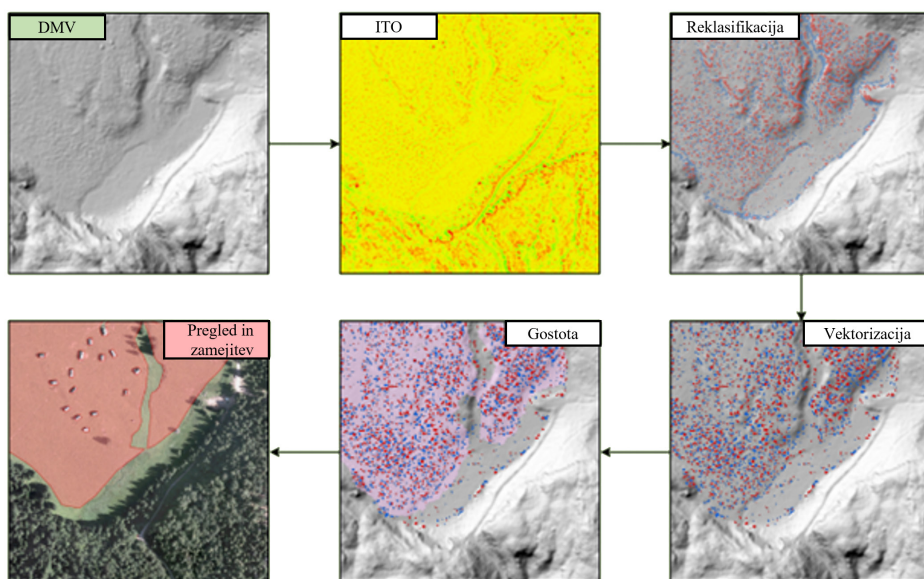 DMV
ITO
Reklasifikacija
Pregled in
zamejitev
Gostota
Vektorizacija